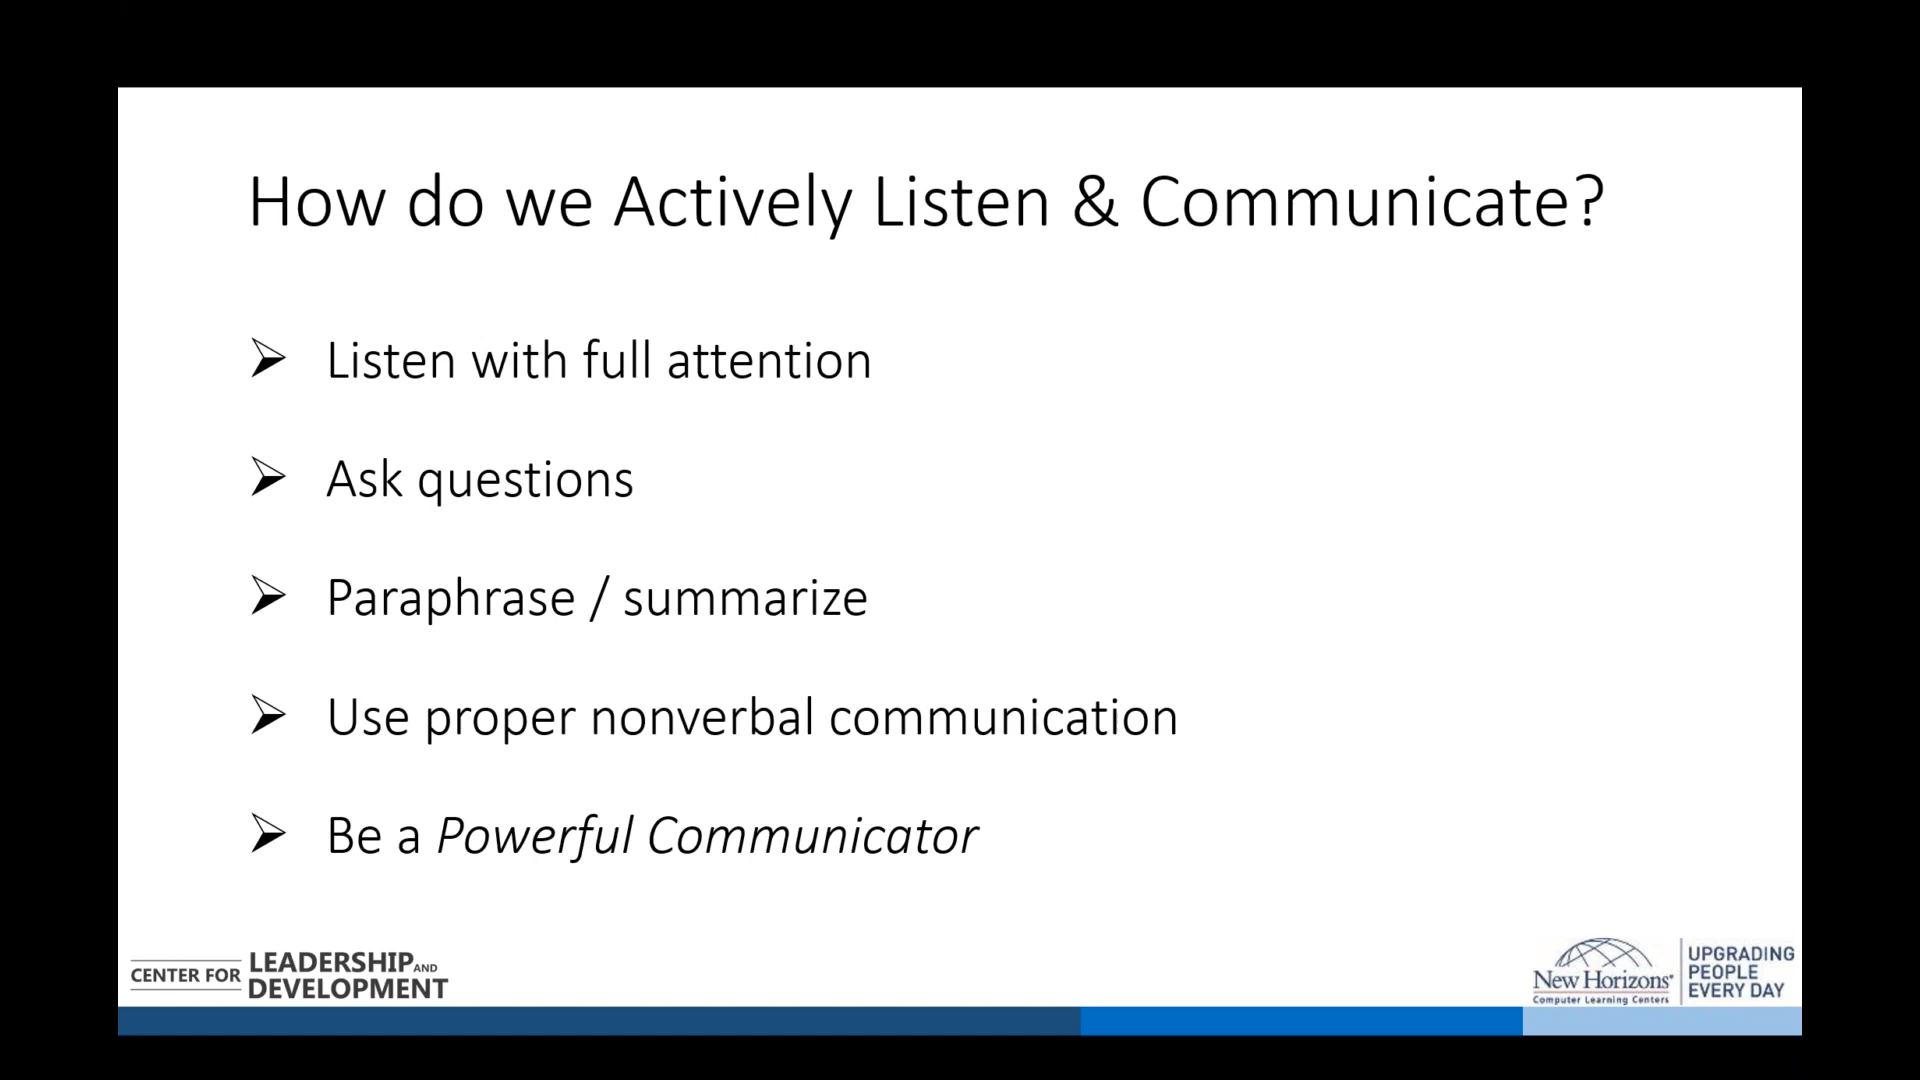 How do we Actively Listen & Communicate?
Listen with full attention
Ask questions
Paraphrase / summarize
Use proper nonverbal communication
Be a Powerful Communicator
CENTER FOR LEADERSHIP AND DEVELOPMENT
New Horizons®
Computer Learning Centers
UPGRADING
PEOPLE
EVERY DAY